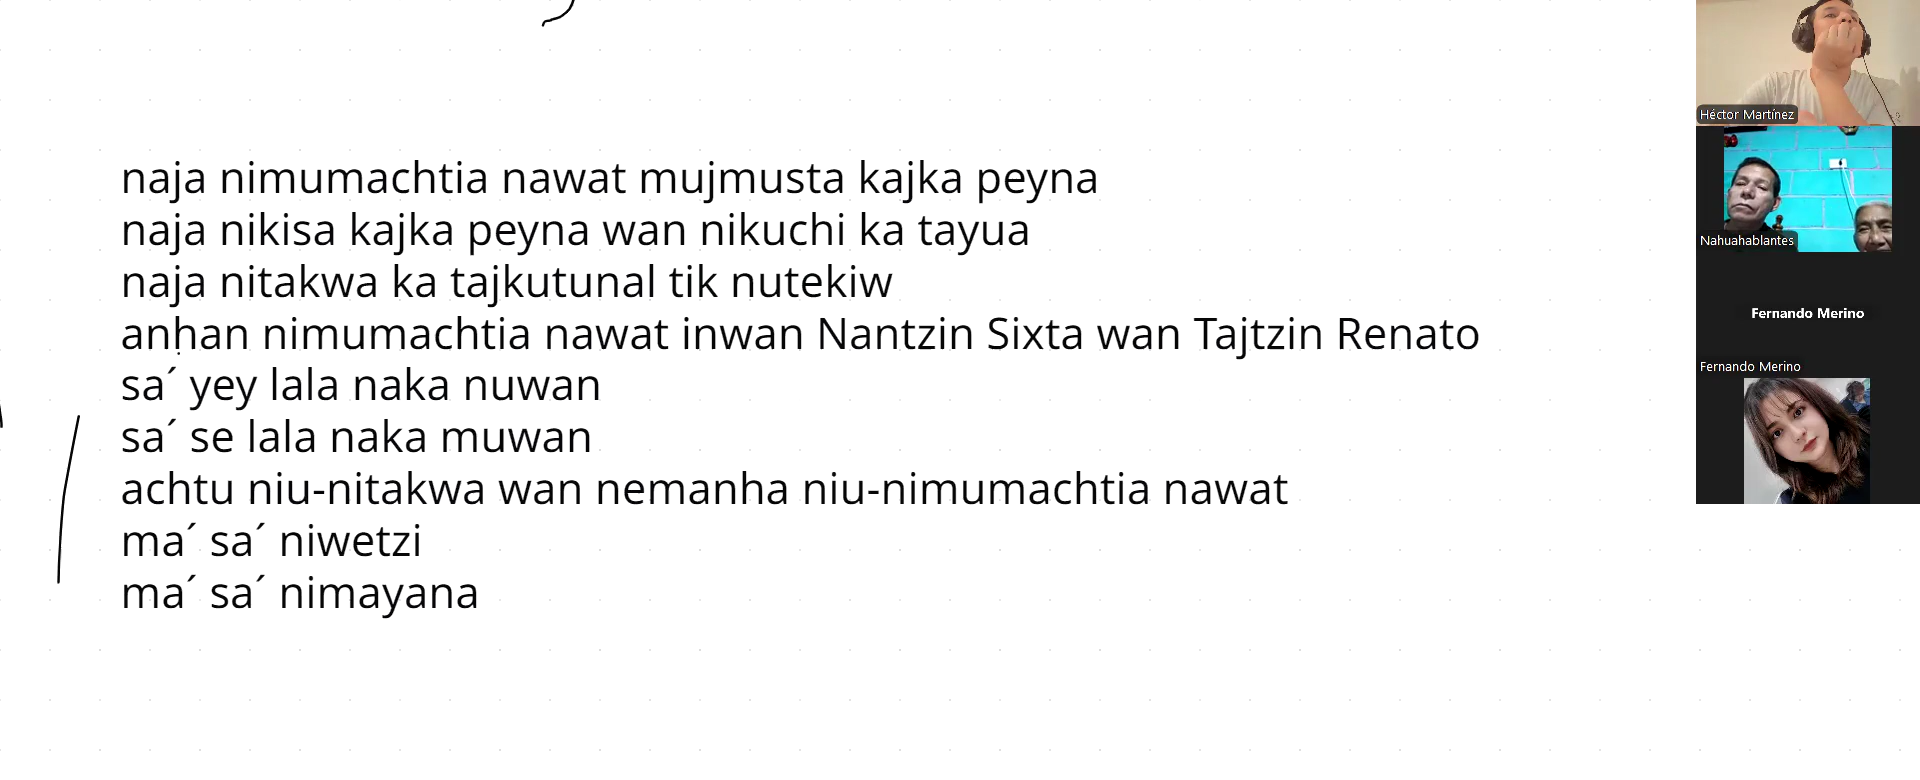 naja nimumachtia nawat mujmusta kajka peyna
naja nikisa kajka peyna wan nikuchi ka tayua
naja nitakwa ka tajkutunal tik nutekiw
anhan nimumachtia nawat inwan Nantzin Sixta wan Tajtzin Renato
sa´ yey lala naka nuwan
sa´ se lala naka muwan
achtu niu-nitakwa wan nemanha niu-nimumachtia nawat
ma´ sa´ niwetzi
ma´ sa´ nimayana
Héctor Martínez
Nahuahablantes
Fernando Merino
Fernando Merino